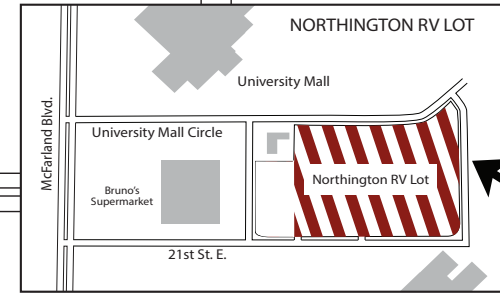 NORTHINGTON RV LOT
University Mall
McFarland Blvd.
University Mall Circle
Northington RV Lot
Bruno's
Supermarket
21st St. E.